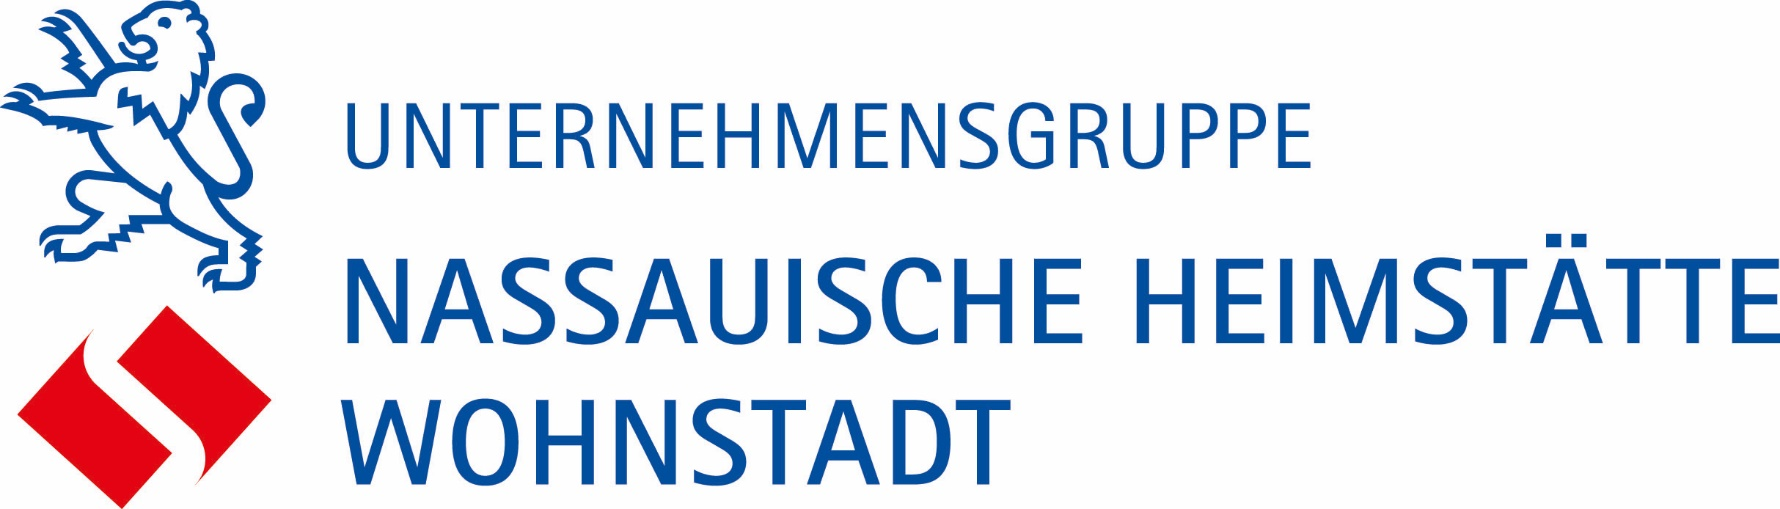 UNTERNEHMENSGRUPPE
NASSAUISCHE HEIMSTÄTTE
WOHNSTADT